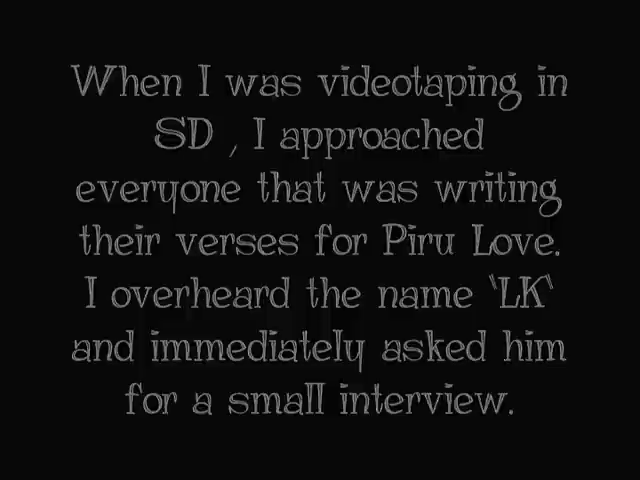 When I was videotaping in
SD , I approached
everyone that was writing
their verses for Piru Love.
I overheard the name `LK`
and immediately asked him
for a small interview.